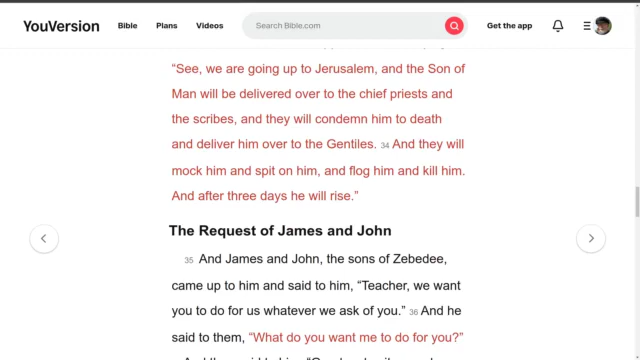 YouVersion Bible Plans Videos Search Bible.com Get the app
“See, we are going up to Jerusalem, and the Son of
Man will be delivered over to the chief priests and
the scribes, and they will condemn him to death
and deliver him over to the Gentiles. 34 And they will
mock him and spit on him, and flog him and kill him.
And after three days he will rise.”
The Request of James and John
35 And James and John, the sons of Zebedee,
came up to him and said to him, “Teacher, we want
you to do for us whatever we ask of you.” 36 And he
said to them, “What do you want me to do for you?”